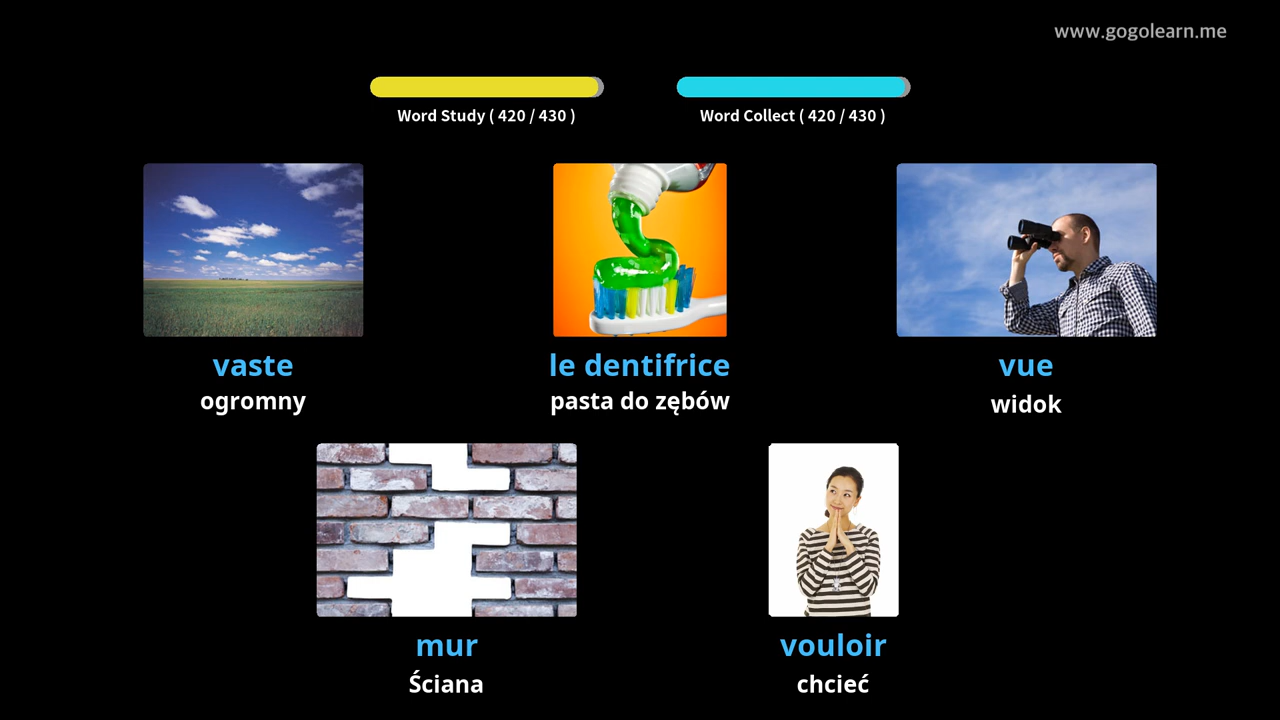 www.gogolearn.me
Word Study ( 420 / 430 )
Word Collect ( 420 / 430 )
vaste
ogromny
le dentifrice
pasta do zębów
vue
widok
mur
Ściana
vouloir
chcieć